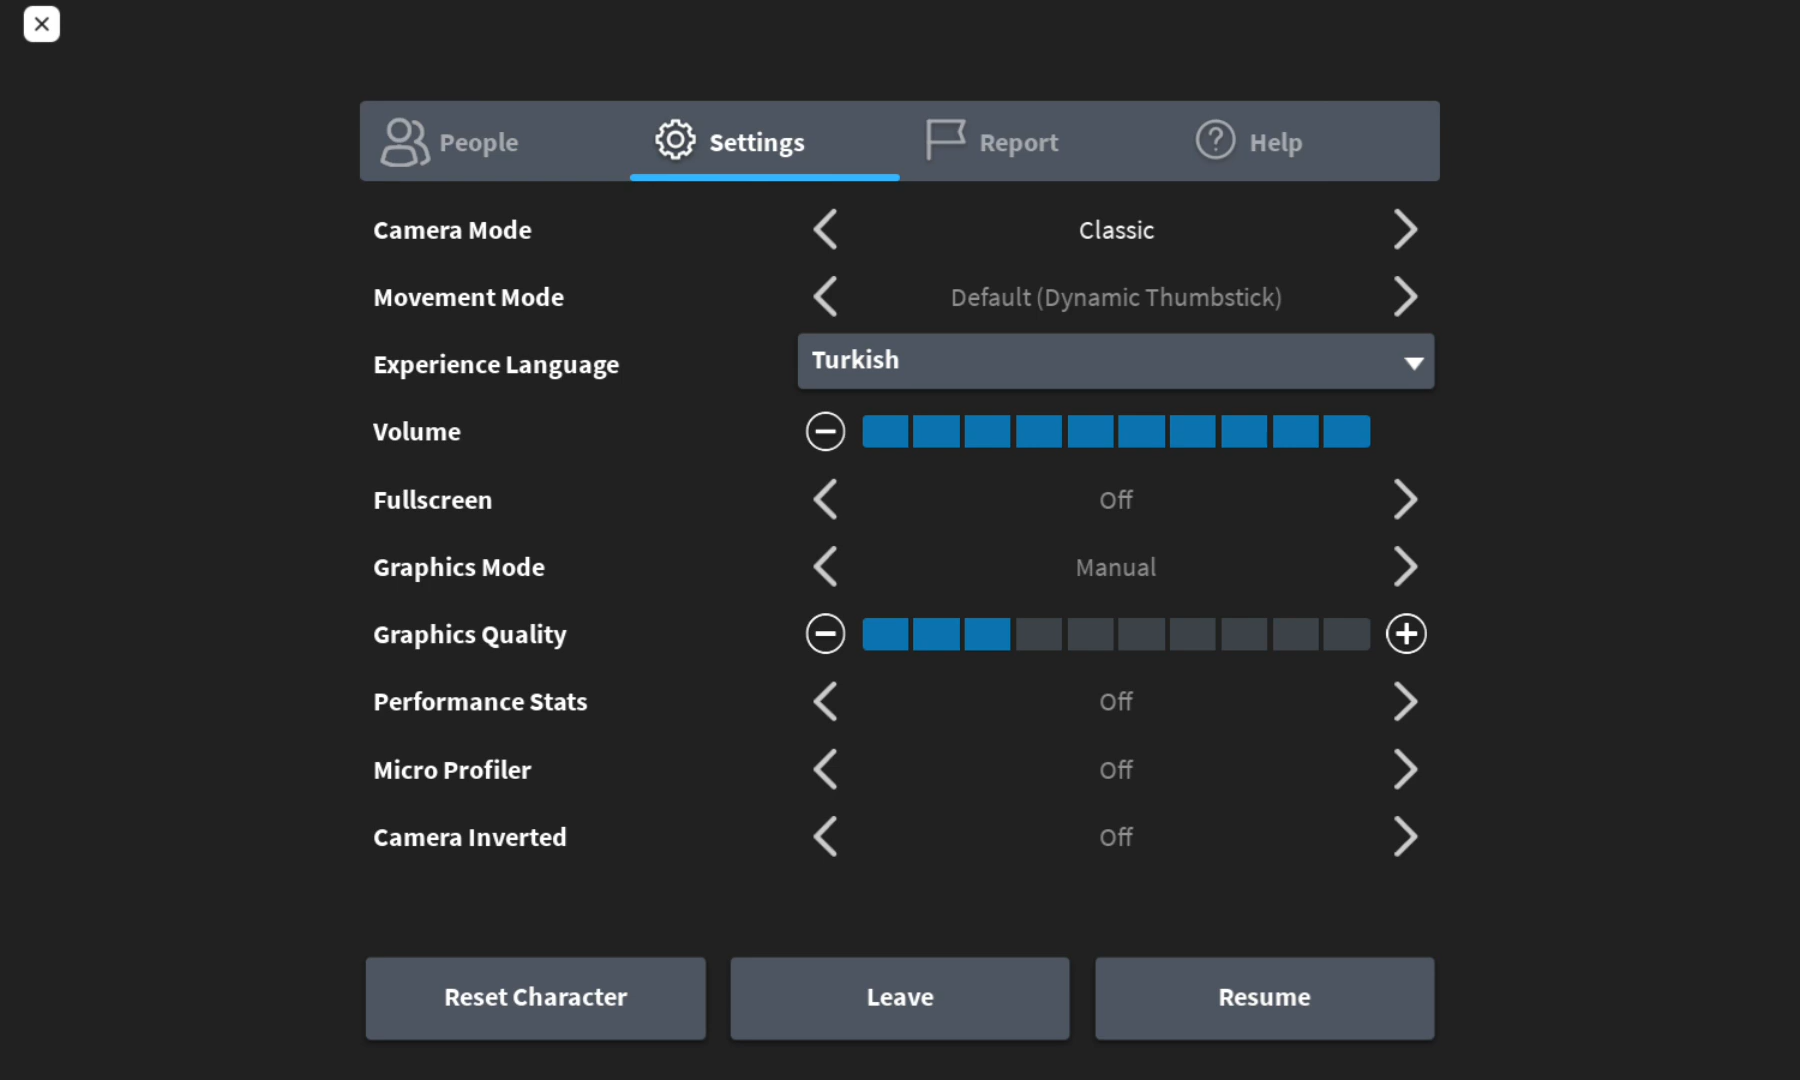 People
Settings
Report
Help
Camera Mode
Classic
Movement Mode
Default (Dynamic Thumbstick)
Experience Language
Turkish
Volume
Fullscreen
Off
Graphics Mode
Manual
Graphics Quality
Performance Stats
Off
Micro Profiler
Off
Camera Inverted
Off
Reset Character
Leave
Resume